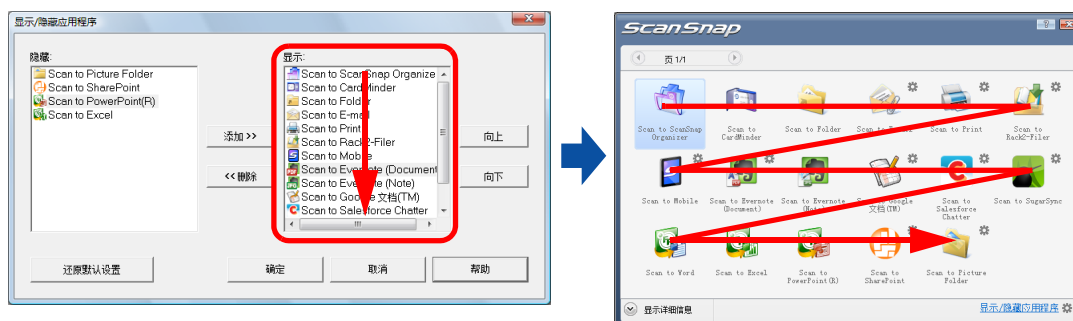 显示/隐藏应用程序
隐藏:
Scan to Picture Folder
Scan to SharePoint
Scan to PowerPoint(R)
Scan to Excel
添加 >>
<< 删除
显示:
Scan to ScanSnap Organize
Scan to CardMinder
Scan to Folder
Scan to E-mail
Scan to Print
Scan to Rack2-Filer
Scan to Mobile
Scan to Evernote (Document
Scan to Evernote (Note)
Scan to Google 文档(TM)
Scan to Salesforce Chatter
向上
向下
还原默认设置
确定
取消
帮助
ScanSnap
页 1/1
Scan to ScanSnap
Organizer
Scan to
CardMinder
Scan to Folder
Scan to
Scan to Print
Scan to
Rack2-Filer
Scan to Mobile
Scan to Evernote
(Document)
Scan to Evernote
(Note)
Scan to Google
文档(TM)
Scan to
Salesforce
Chatter
Scan to SugarSync
Scan to Word
Scan to Excel
Scan to
PowerPoint(R)
Scan to
SharePoint
Scan to Picture
Folder
显示详细信息
显示/隐藏应用程序